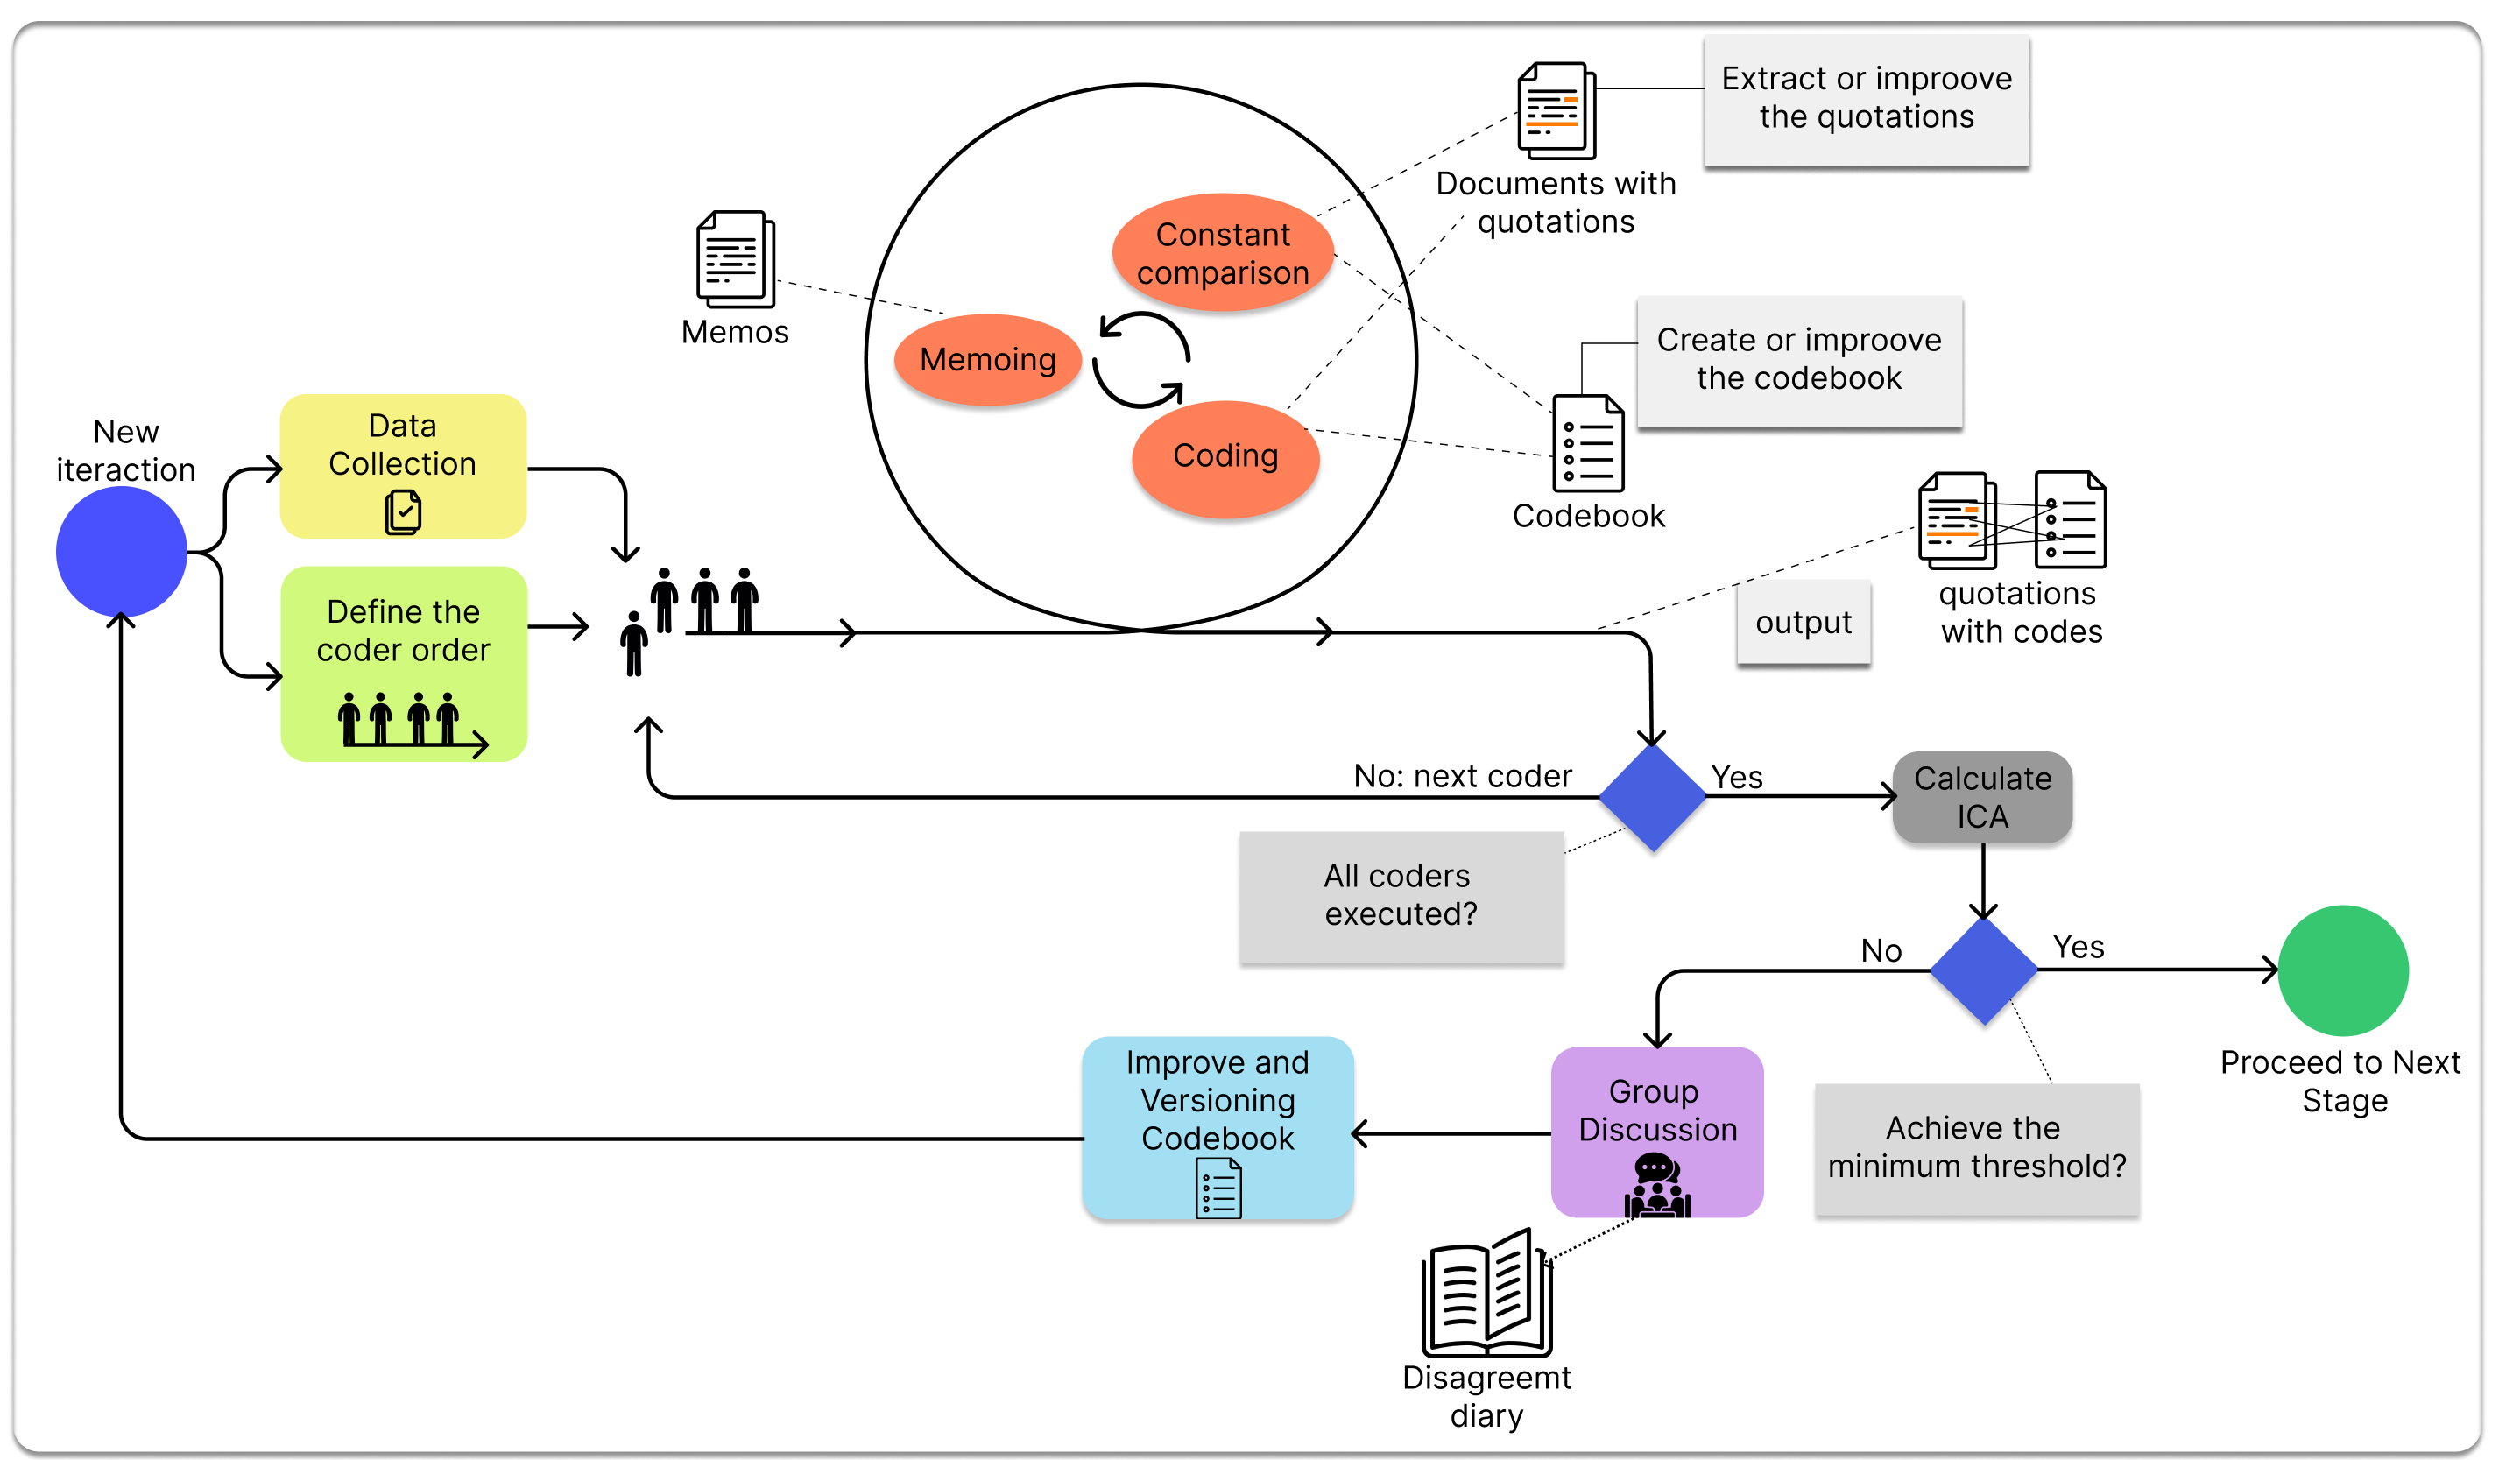 Extract or improove
the quotations
Documents with
quotations
Constant
comparison
Memos
Memoing
Create or improove
the codebook
Coding
Codebook
New
iteraction
Data
Collection
Define the
coder order
output
quotations
with codes
No: next coder
Yes
Calculate
ICA
All coders
executed?
No
Yes
Proceed to Next
Stage
Achieve the
minimum threshold?
Group
Discussion
Improve and
Versioning
Codebook
Disagreemt
diary